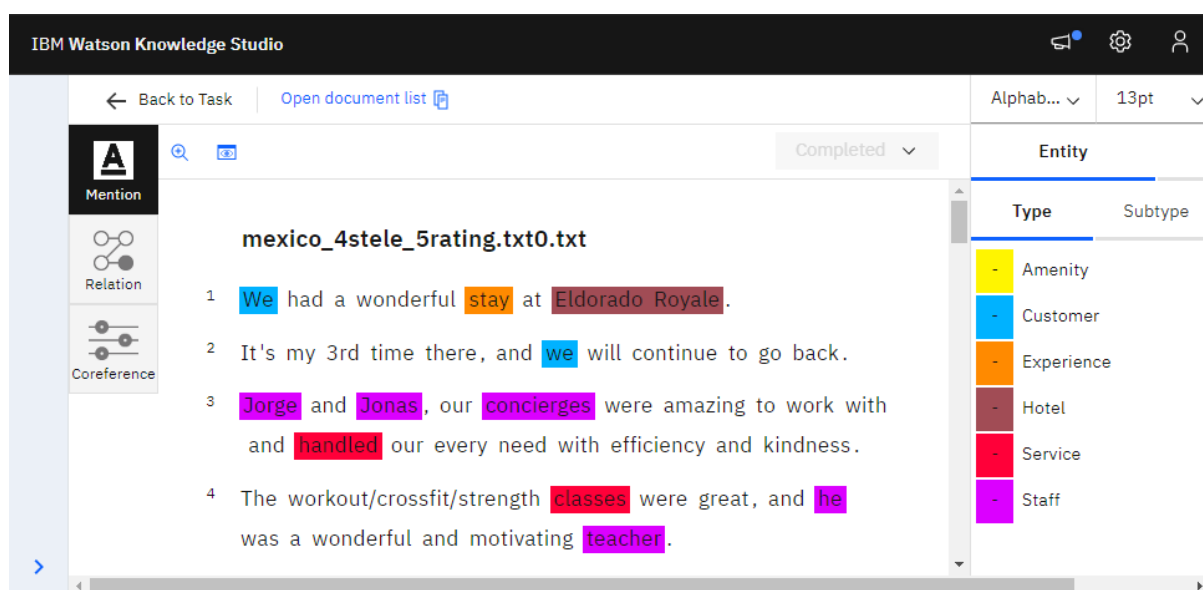 IBM Watson Knowledge Studio
Back to Task Open document list Alphab... 13pt
Completed Entity
A
Mention
Type Subtype
mexico_4stele_5rating.txt0.txt
Relation
Coreference
1 We had a wonderful stay at Eldorado Royale.
2 It's my 3rd time there, and we will continue to go back.
3 Jorge and Jonas, our concierges were amazing to work with
and handled our every need with efficiency and kindness.
4 The workout/crossfit/strength classes were great, and he
was a wonderful and motivating teacher.
- Amenity
- Customer
- Experience
- Hotel
- Service
- Staff